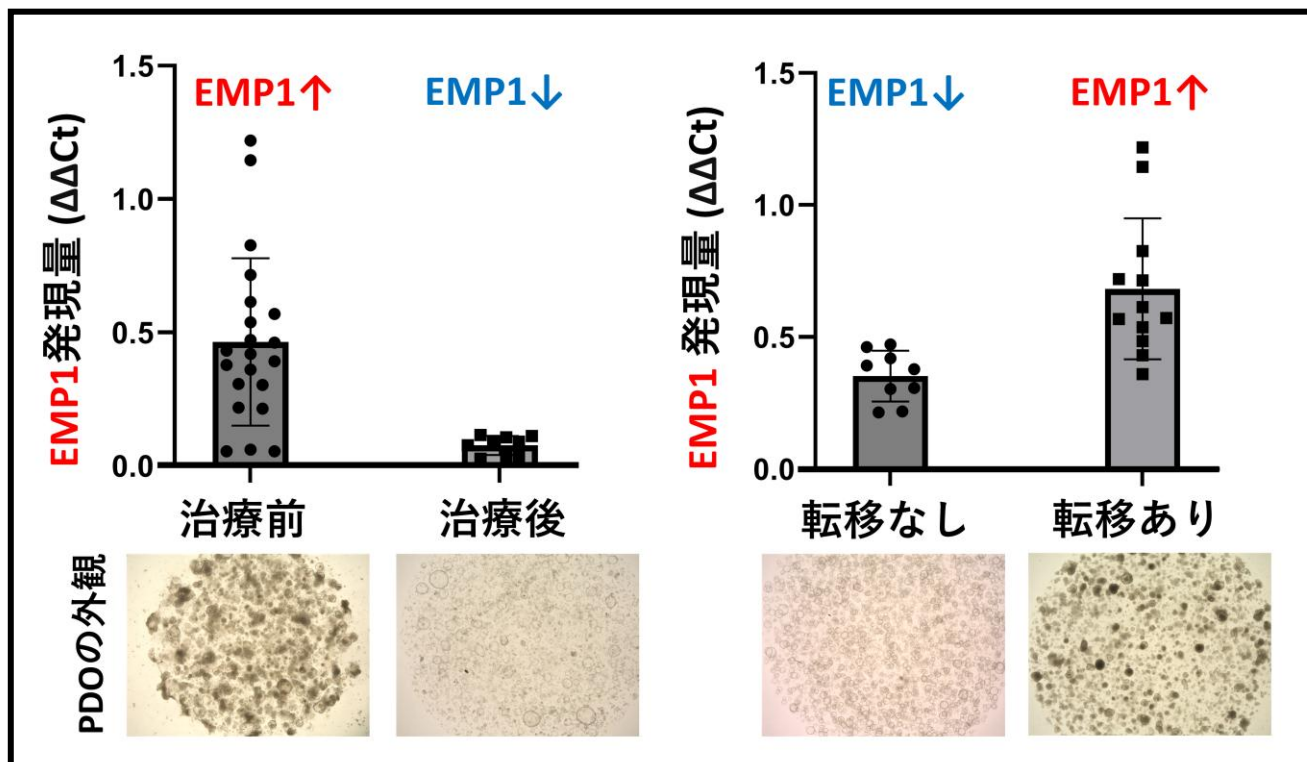 EMP1↑
EMP1↓
EMP1発現量 (ΔΔCt)
1.5
1.0
0.5
0.0
治療前
治療後
EMP1↓
EMP1↑
EMP1 発現量 (ΔΔCt)
1.5
1.0
0.5
0.0
転移なし
転移あり
PDOの外観